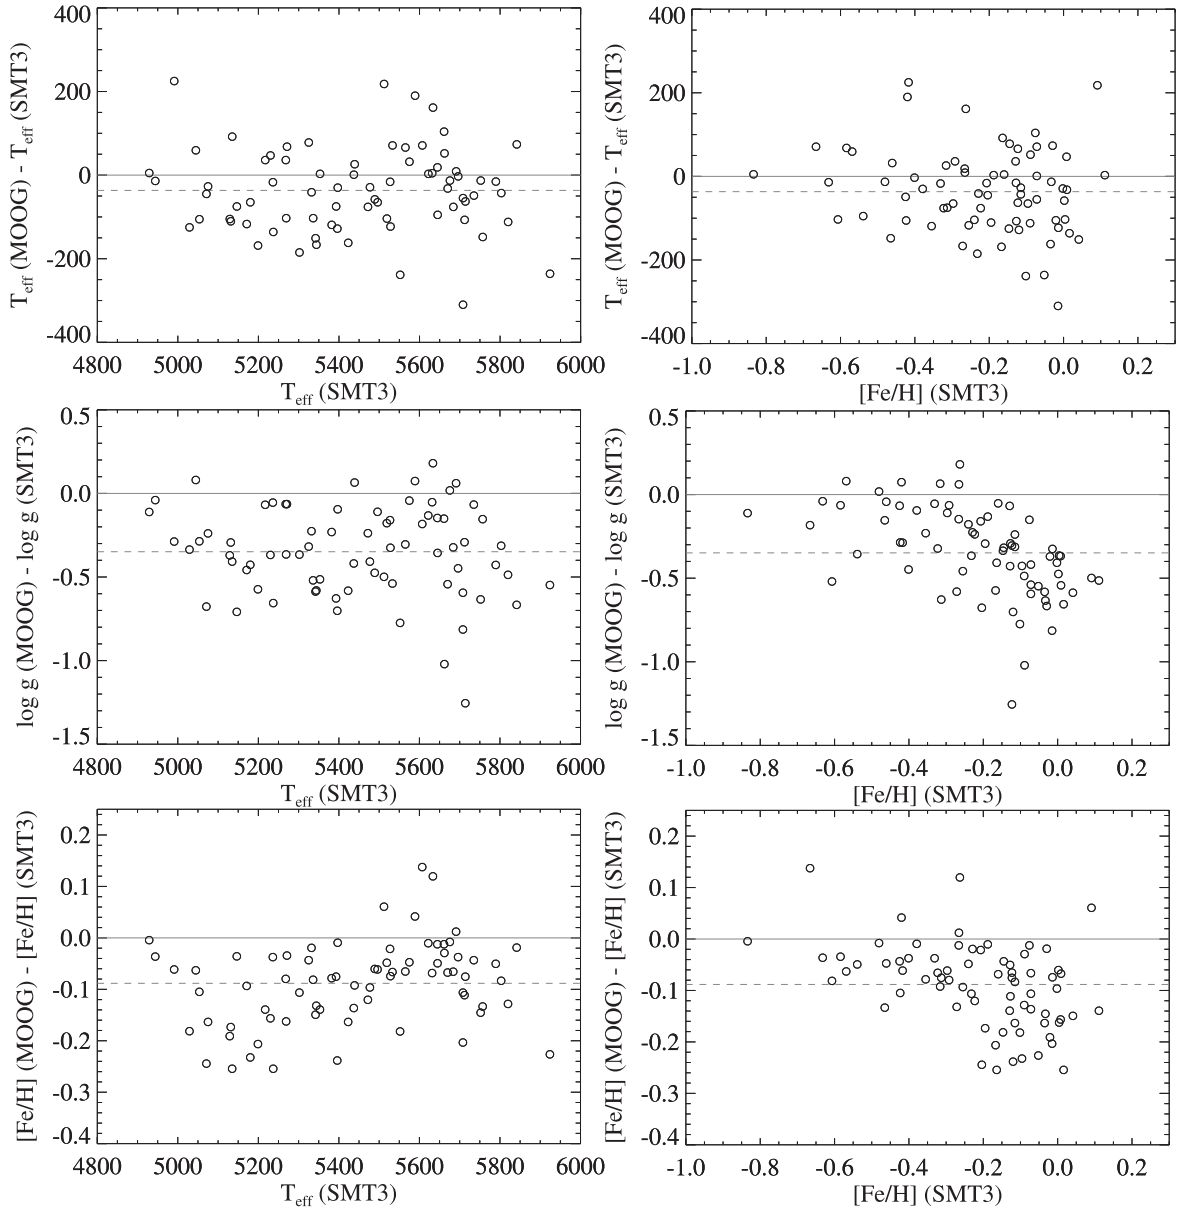 400
200
0
-200
-400
T_eff (MOOG) - T_eff (SMT3)
4800 5000 5200 5400 5600 5800 6000
T_eff (SMT3)
400
200
0
-200
-400
T_eff (MOOG) - T_eff (SMT3)
-1.0 -0.8 -0.6 -0.4 -0.2 0.0 0.2
[Fe/H] (SMT3)
0.5
0.0
-0.5
-1.0
-1.5
log g (MOOG) - log g (SMT3)
4800 5000 5200 5400 5600 5800 6000
T_eff (SMT3)
0.5
0.0
-0.5
-1.0
-1.5
log g (MOOG) - log g (SMT3)
-1.0 -0.8 -0.6 -0.4 -0.2 0.0 0.2
[Fe/H] (SMT3)
0.2
0.1
0.0
-0.1
-0.2
-0.3
-0.4
[Fe/H] (MOOG) - [Fe/H] (SMT3)
4800 5000 5200 5400 5600 5800 6000
T_eff (SMT3)
0.2
0.1
0.0
-0.1
-0.2
-0.3
-0.4
[Fe/H] (MOOG) - [Fe/H] (SMT3)
-1.0 -0.8 -0.6 -0.4 -0.2 0.0 0.2
[Fe/H] (SMT3)